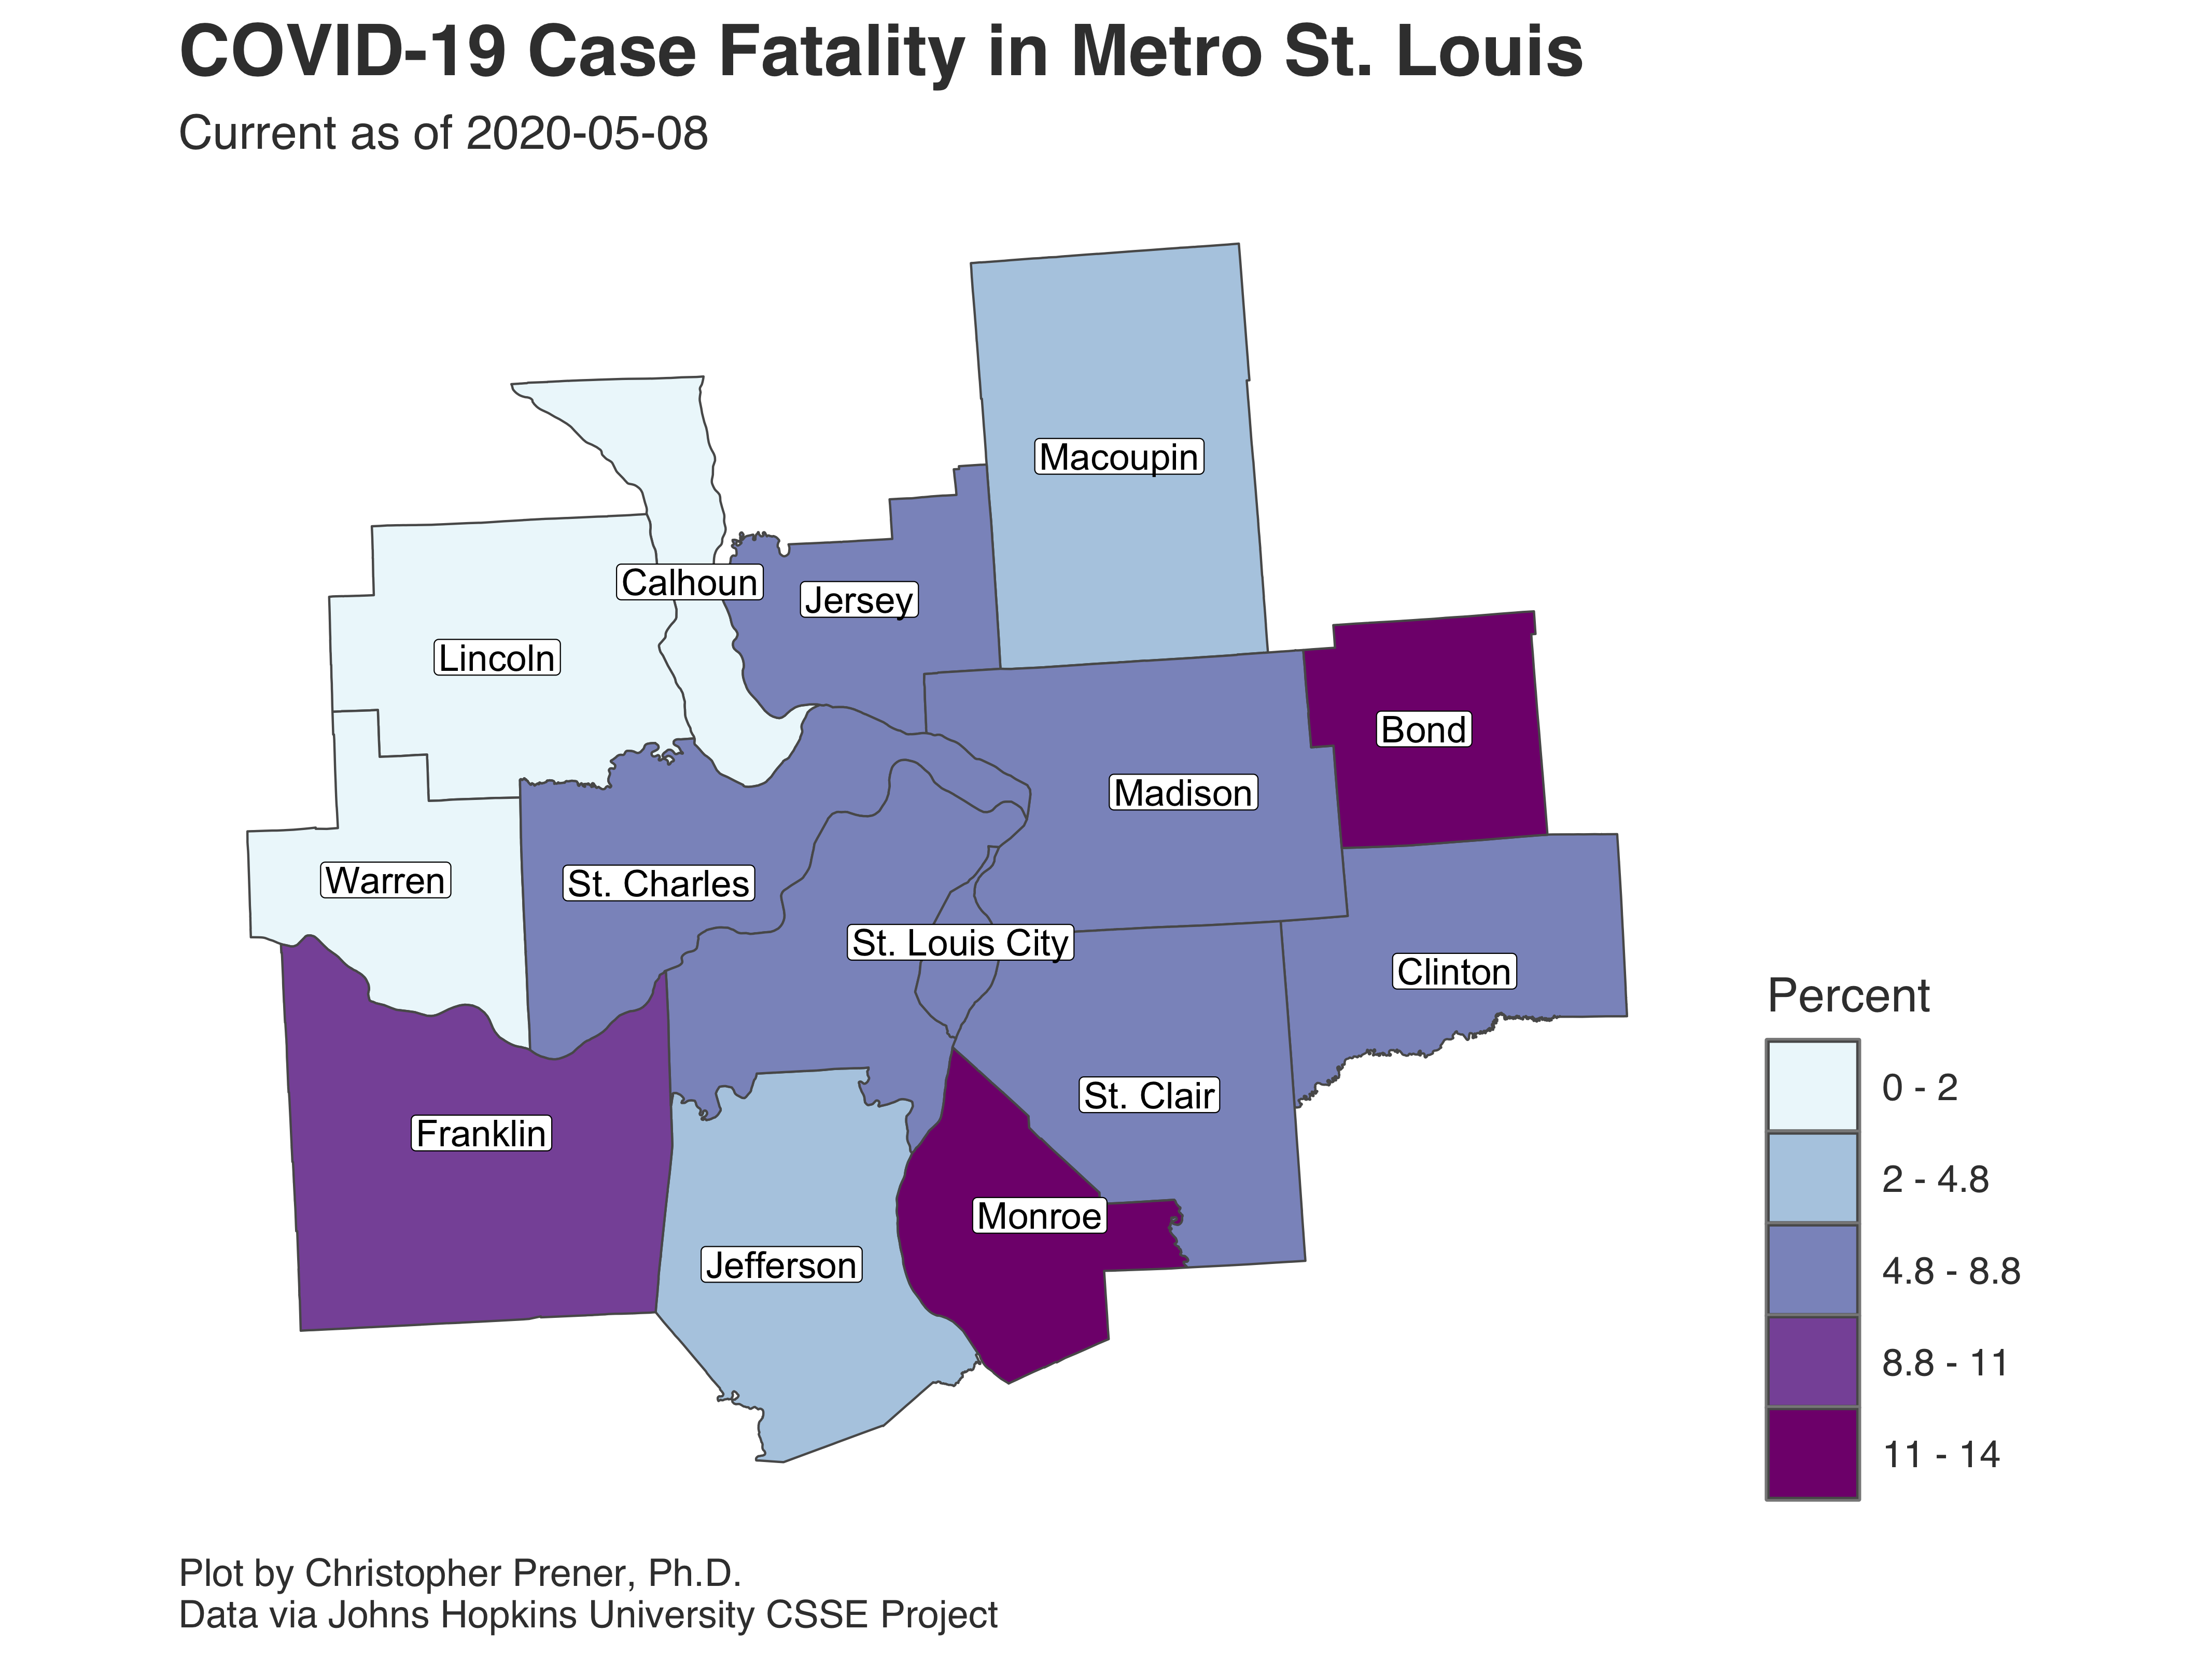 COVID-19 Case Fatality in Metro St. Louis
Current as of 2020-05-08
Macoupin
Calhoun
Jersey
Lincoln
Bond
Madison
Warren
St. Charles
St. Louis City
Clinton
St. Clair
Franklin
Monroe
Jefferson
Percent
0 - 2
2 - 4.8
4.8 - 8.8
8.8 - 11
11 - 14
Plot by Christopher Prener, Ph.D.
Data via Johns Hopkins University CSSE Project